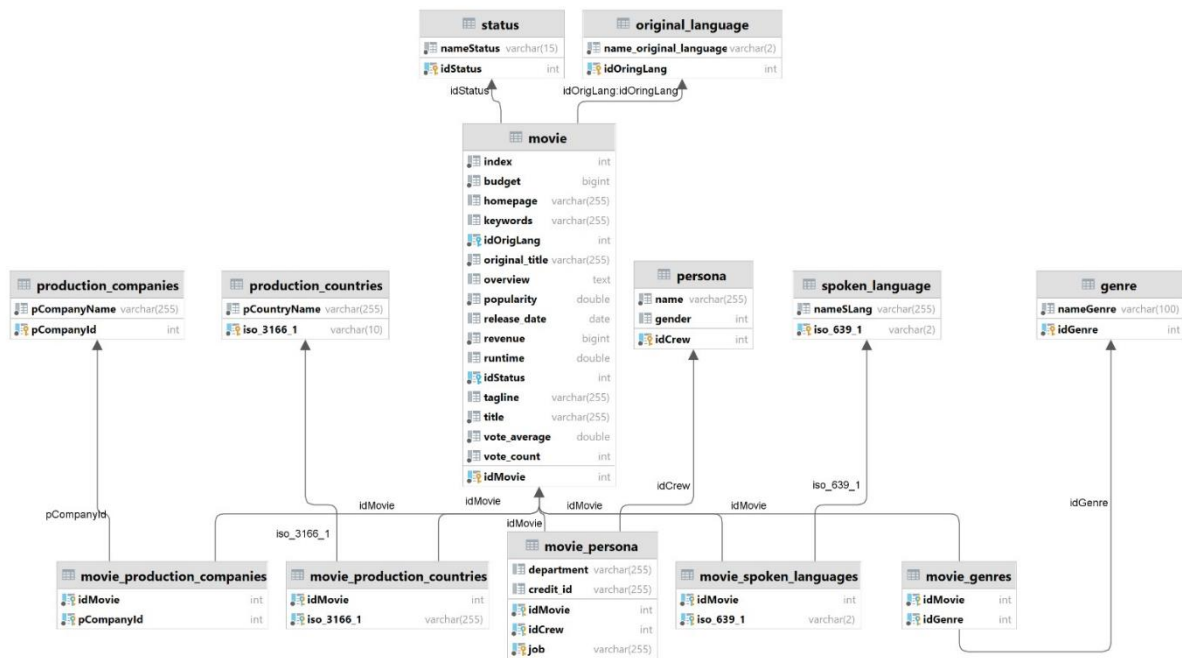 status
nameStatus varchar(15)
idStatus int
original_language
name_original_language varchar(2)
idOringLang int
idStatus
idOrigLang:idOringLang
movie
index int
budget bigint
homepage varchar(255)
keywords varchar(255)
idOrigLang int
original_title varchar(255)
overview text
popularity double
release_date date
revenue bigint
runtime double
idStatus int
tagline varchar(255)
title varchar(255)
vote_average double
vote_count int
idMovie int
production_companies
pCompanyName varchar(255)
pCompanyId int
production_countries
pCountryName varchar(255)
iso_3166_1 varchar(10)
persona
name varchar(255)
gender int
idCrew int
spoken_language
nameSLang varchar(255)
iso_639_1 varchar(2)
genre
nameGenre varchar(100)
idGenre int
pCompanyId
iso_3166_1
idMovie
idMovie
idMovie
idCrew
idMovie
iso_639_1
idMovie
idGenre
movie_production_companies
idMovie int
pCompanyId int
movie_production_countries
idMovie int
iso_3166_1 varchar(255)
movie_persona
department varchar(255)
credit_id varchar(255)
idMovie int
idCrew int
job varchar(255)
movie_spoken_languages
idMovie int
iso_639_1 varchar(2)
movie_genres
idMovie int
idGenre int